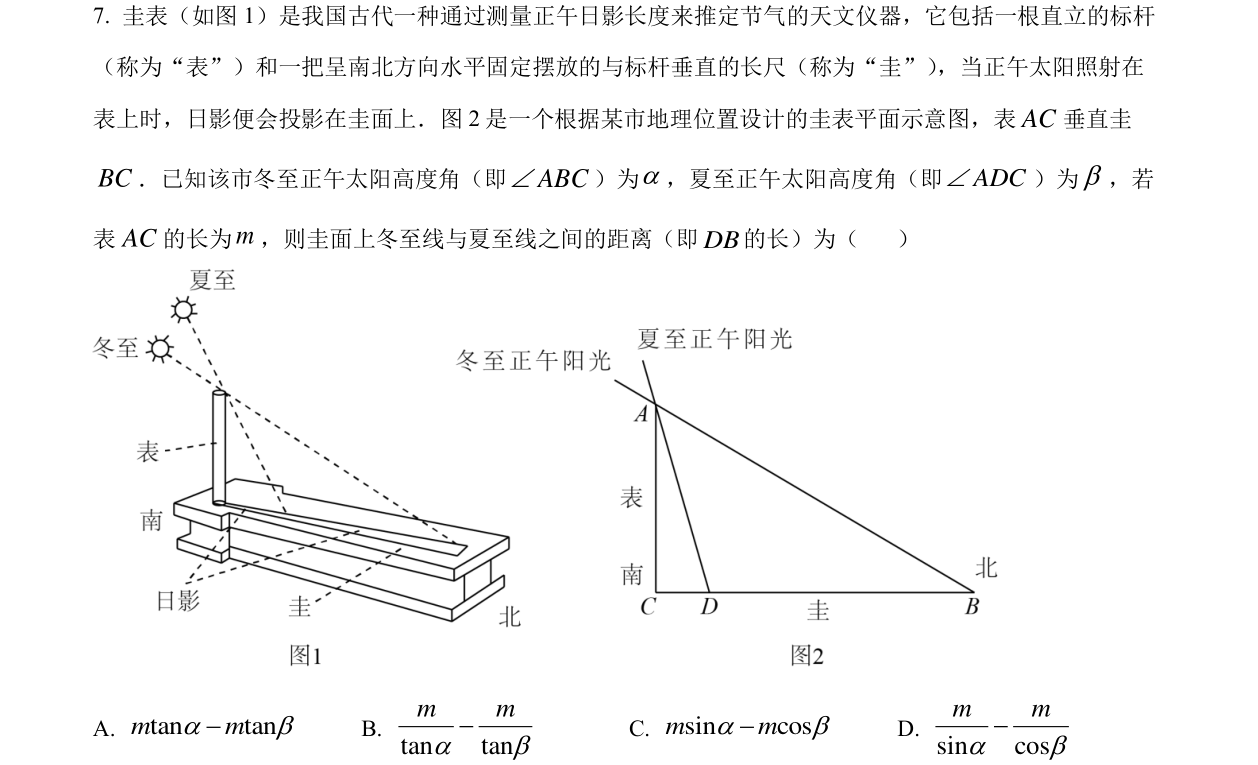 7. 圭表（如图 1）是我国古代一种通过测量正午日影长度来推定节气的天文仪器，它包括一根直立的标杆
（称为“表”）和一把呈南北方向水平固定摆放的与标杆垂直的长尺（称为“圭”），当正午太阳照射在
表上时，日影便会投影在圭面上．图 2 是一个根据某市地理位置设计的圭表平面示意图，表 AC 垂直圭
BC．已知该市冬至正午太阳高度角（即∠ABC）为α，夏至正午太阳高度角（即∠ADC）为β，若
表 AC 的长为m，则圭面上冬至线与夏至线之间的距离（即 DB 的长）为（　　）
夏至
冬至
表
南
日影
圭
北
图1
夏至正午阳光
冬至正午阳光
A
表
南
北
C
D
圭
B
图2
A. mtanα − mtanβ B. m/tanα − m/tanβ C. msinα − mcosβ D. m/sinα − m/cosβ